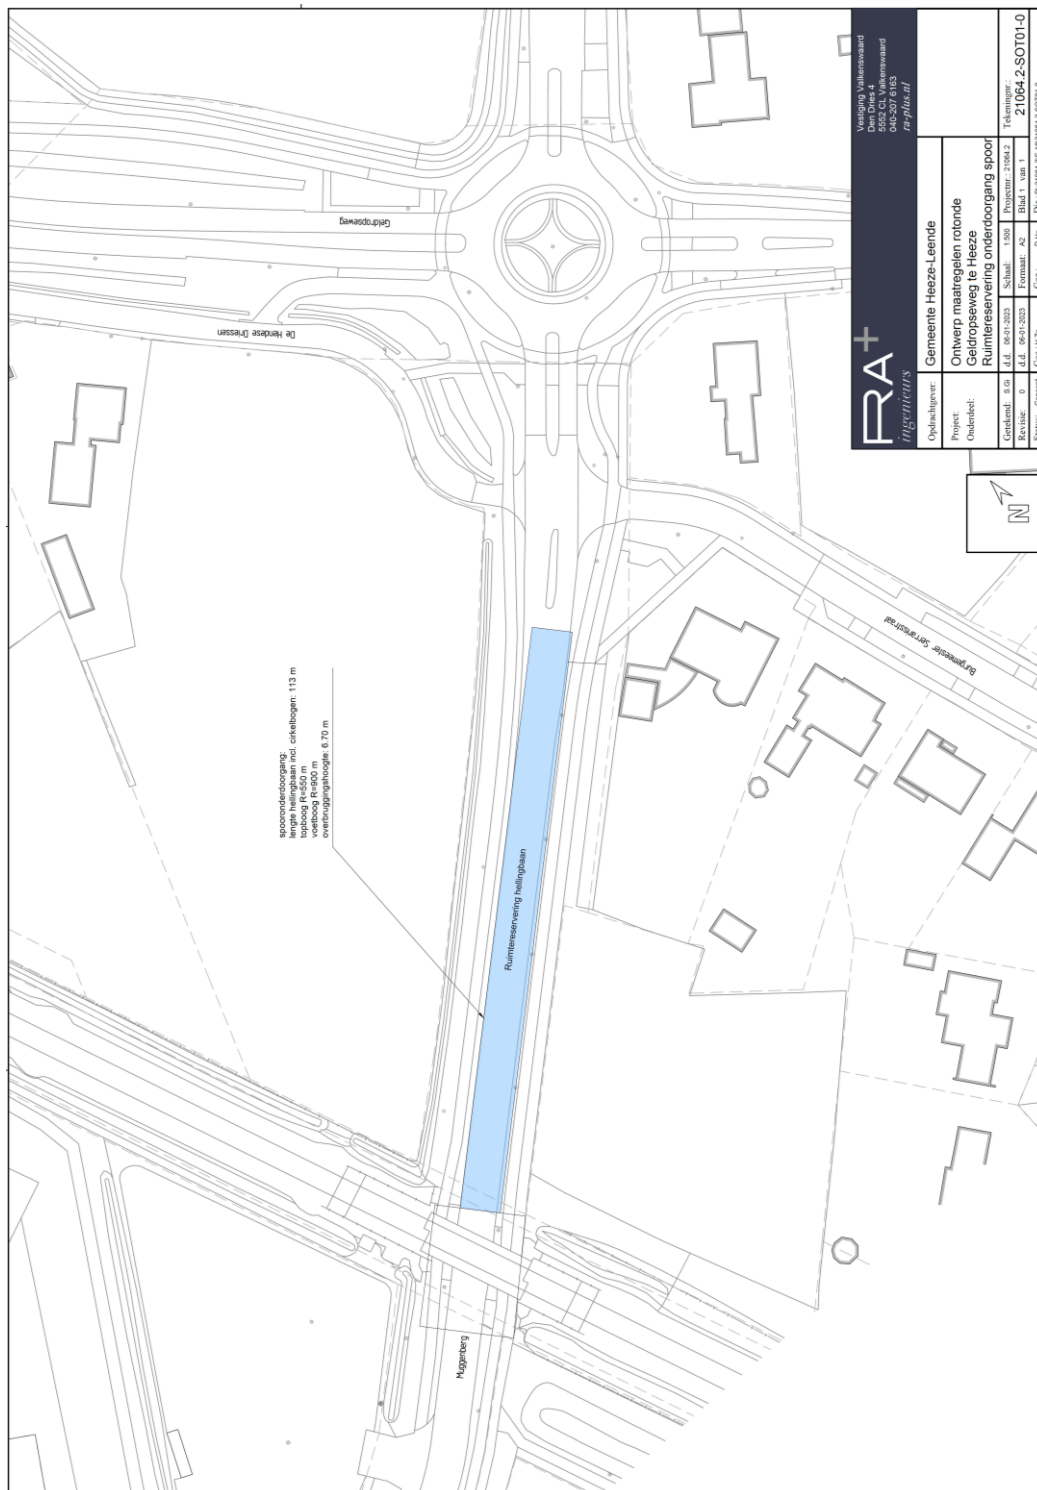 Geldropseweg
De Hendese Driessen
spooronderdoorgang:
lengte hellingbaan incl. cirkelbogen: 113 m
topboog R=550 m
voetboog R=900 m
overbruggingshoogte: 6.70 m
Ruimtereservering hellingbaan
Burgemeester Serrarisstraat
Muggenberg
N
RA+
ingenieurs
Vestiging Valkenswaard
Den Dries 4
5552 CL Valkenswaard
040-207 6163
ra-plus.nl
Opdrachtgever: Gemeente Heeze-Leende
Project: Ontwerp maatregelen rotonde
Geldropseweg te Heeze
Onderdeel: Ruimtereservering onderdoorgang spoor
Getekend: S.Gi d.d. 06-01-2023 Schaal: 1:500 Projectnr.: 21064.2 Tekeningnr.:
Revisie: 0 d.d. 06-01-2023 Formaat: A2 Blad 1 van 1 21064.2-SOT01-0